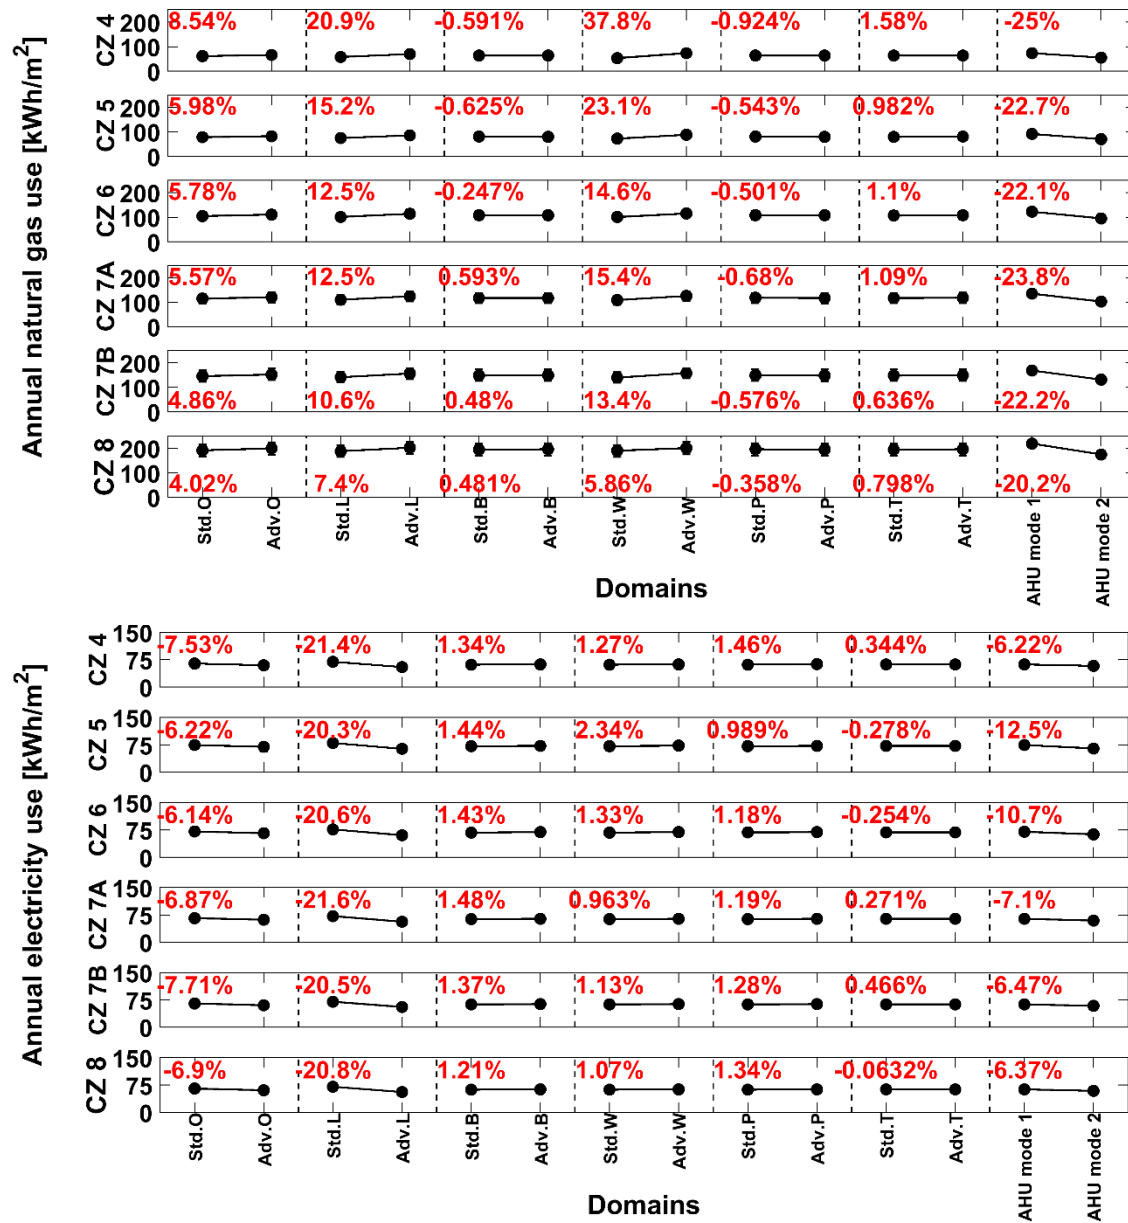 Annual natural gas use [kWh/m²]
CZ 4
200
100
0
8.54% 20.9% -0.591% 37.8% -0.924% 1.58% -25%
CZ 5
200
100
0
5.98% 15.2% -0.625% 23.1% -0.543% 0.982% -22.7%
CZ 6
200
100
0
5.78% 12.5% -0.247% 14.6% -0.501% 1.1% -22.1%
CZ 7A
200
100
0
5.57% 12.5% 0.593% 15.4% -0.68% 1.09% -23.8%
CZ 7B
200
100
0
4.86% 10.6% 0.48% 13.4% -0.576% 0.636% -22.2%
CZ 8
200
100
0
4.02% 7.4% 0.481% 5.86% -0.358% 0.798% -20.2%
Std.O Adv.O Std.L Adv.L Std.B Adv.B Std.W Adv.W Std.P Adv.P Std.T Adv.T AHU mode 1 AHU mode 2
Domains
Annual electricity use [kWh/m²]
CZ 4
150
75
0
-7.53% -21.4% 1.34% 1.27% 1.46% 0.344% -6.22%
CZ 5
150
75
0
-6.22% -20.3% 1.44% 2.34% 0.989% -0.278% -12.5%
CZ 6
150
75
0
-6.14% -20.6% 1.43% 1.33% 1.18% -0.254% -10.7%
CZ 7A
150
75
0
-6.87% -21.6% 1.48% 0.963% 1.19% 0.271% -7.1%
CZ 7B
150
75
0
-7.71% -20.5% 1.37% 1.13% 1.28% 0.466% -6.47%
CZ 8
150
75
0
-6.9% -20.8% 1.21% 1.07% 1.34% -0.0632% -6.37%
Std.O Adv.O Std.L Adv.L Std.B Adv.B Std.W Adv.W Std.P Adv.P Std.T Adv.T AHU mode 1 AHU mode 2
Domains